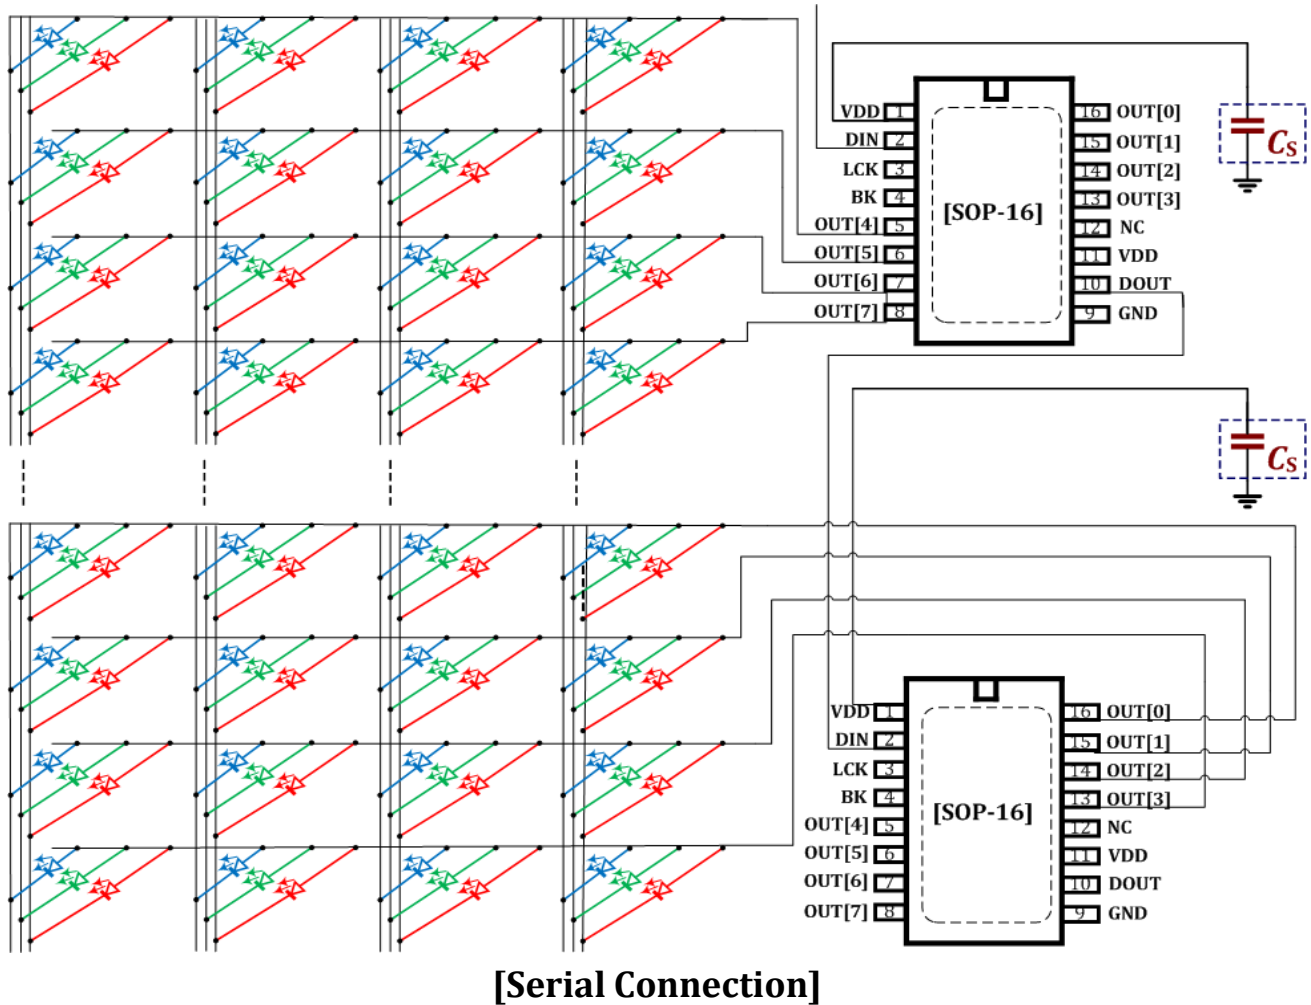 VDD 1 16 OUT[0]
DIN 2 15 OUT[1]
LCK 3 14 OUT[2]
BK 4 13 OUT[3]
OUT[4] 5 12 NC
OUT[5] 6 11 VDD
OUT[6] 7 10 DOUT
OUT[7] 8 9 GND
[SOP-16]
CS
CS
VDD 1 16 OUT[0]
DIN 2 15 OUT[1]
LCK 3 14 OUT[2]
BK 4 13 OUT[3]
OUT[4] 5 12 NC
OUT[5] 6 11 VDD
OUT[6] 7 10 DOUT
OUT[7] 8 9 GND
[SOP-16]
[Serial Connection]